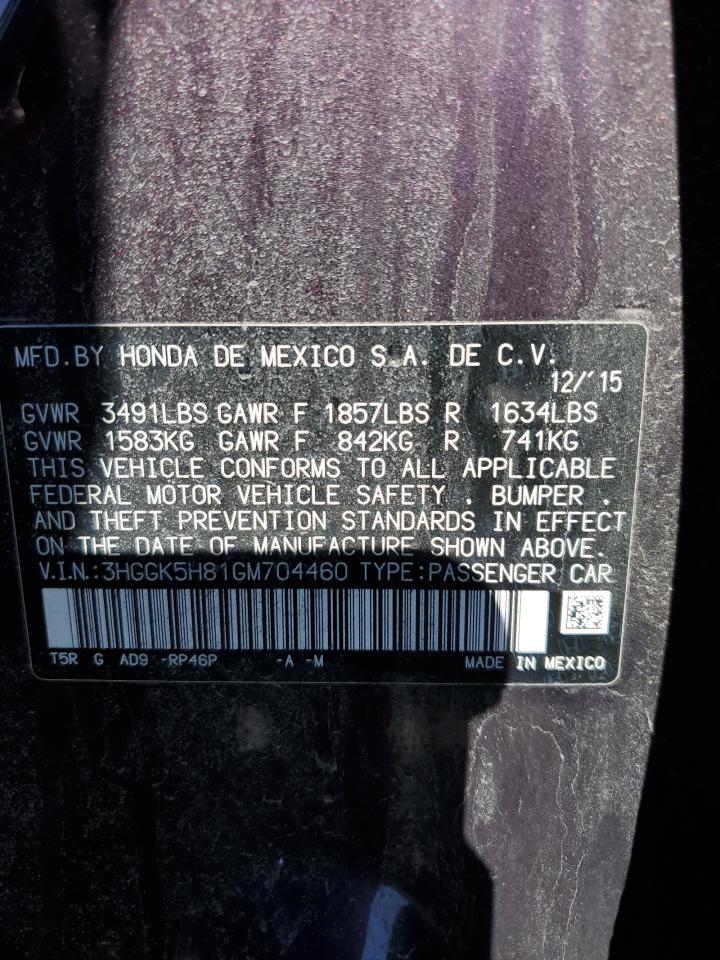 MFD.BY HONDA DE MEXICO S.A. DE C.V.
12/'15
GVWR 3491LBS GAWR F 1857LBS R 1634LBS
GVWR 1583KG GAWR F 842KG R 741KG
THIS VEHICLE CONFORMS TO ALL APPLICABLE
FEDERAL MOTOR VEHICLE SAFETY , BUMPER ,
AND THEFT PREVENTION STANDARDS IN EFFECT
ON THE DATE OF MANUFACTURE SHOWN ABOVE.
V.I.N.:3HGGK5H81GM704460 TYPE:PASSENGER CAR
T5R G AD9 -RP46P -A -M MADE IN MEXICO